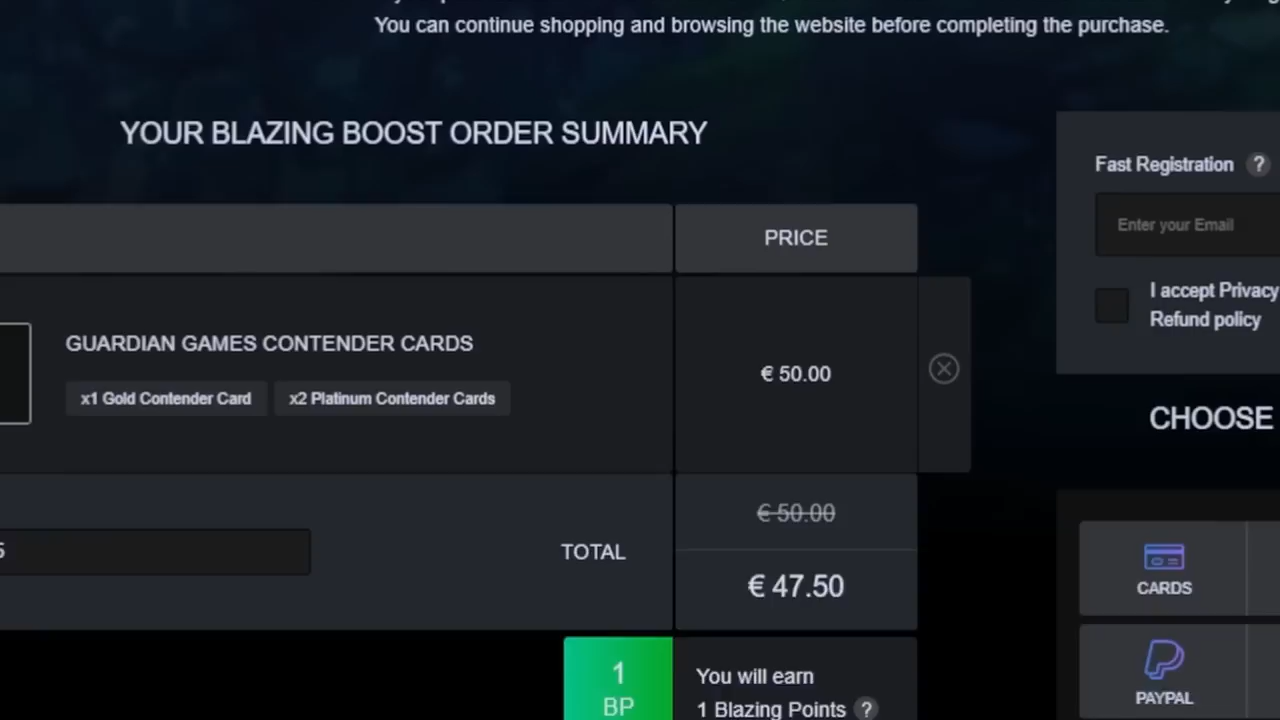 You can continue shopping and browsing the website before completing the purchase.
YOUR BLAZING BOOST ORDER SUMMARY
Fast Registration ?
Enter your Email
I accept Privacy
Refund policy
PRICE
GUARDIAN GAMES CONTENDER CARDS
x1 Gold Contender Card
x2 Platinum Contender Cards
€ 50.00
CHOOSE
TOTAL
€ 50.00
€ 47.50
CARDS
PAYPAL
1
BP
You will earn
1 Blazing Points ?